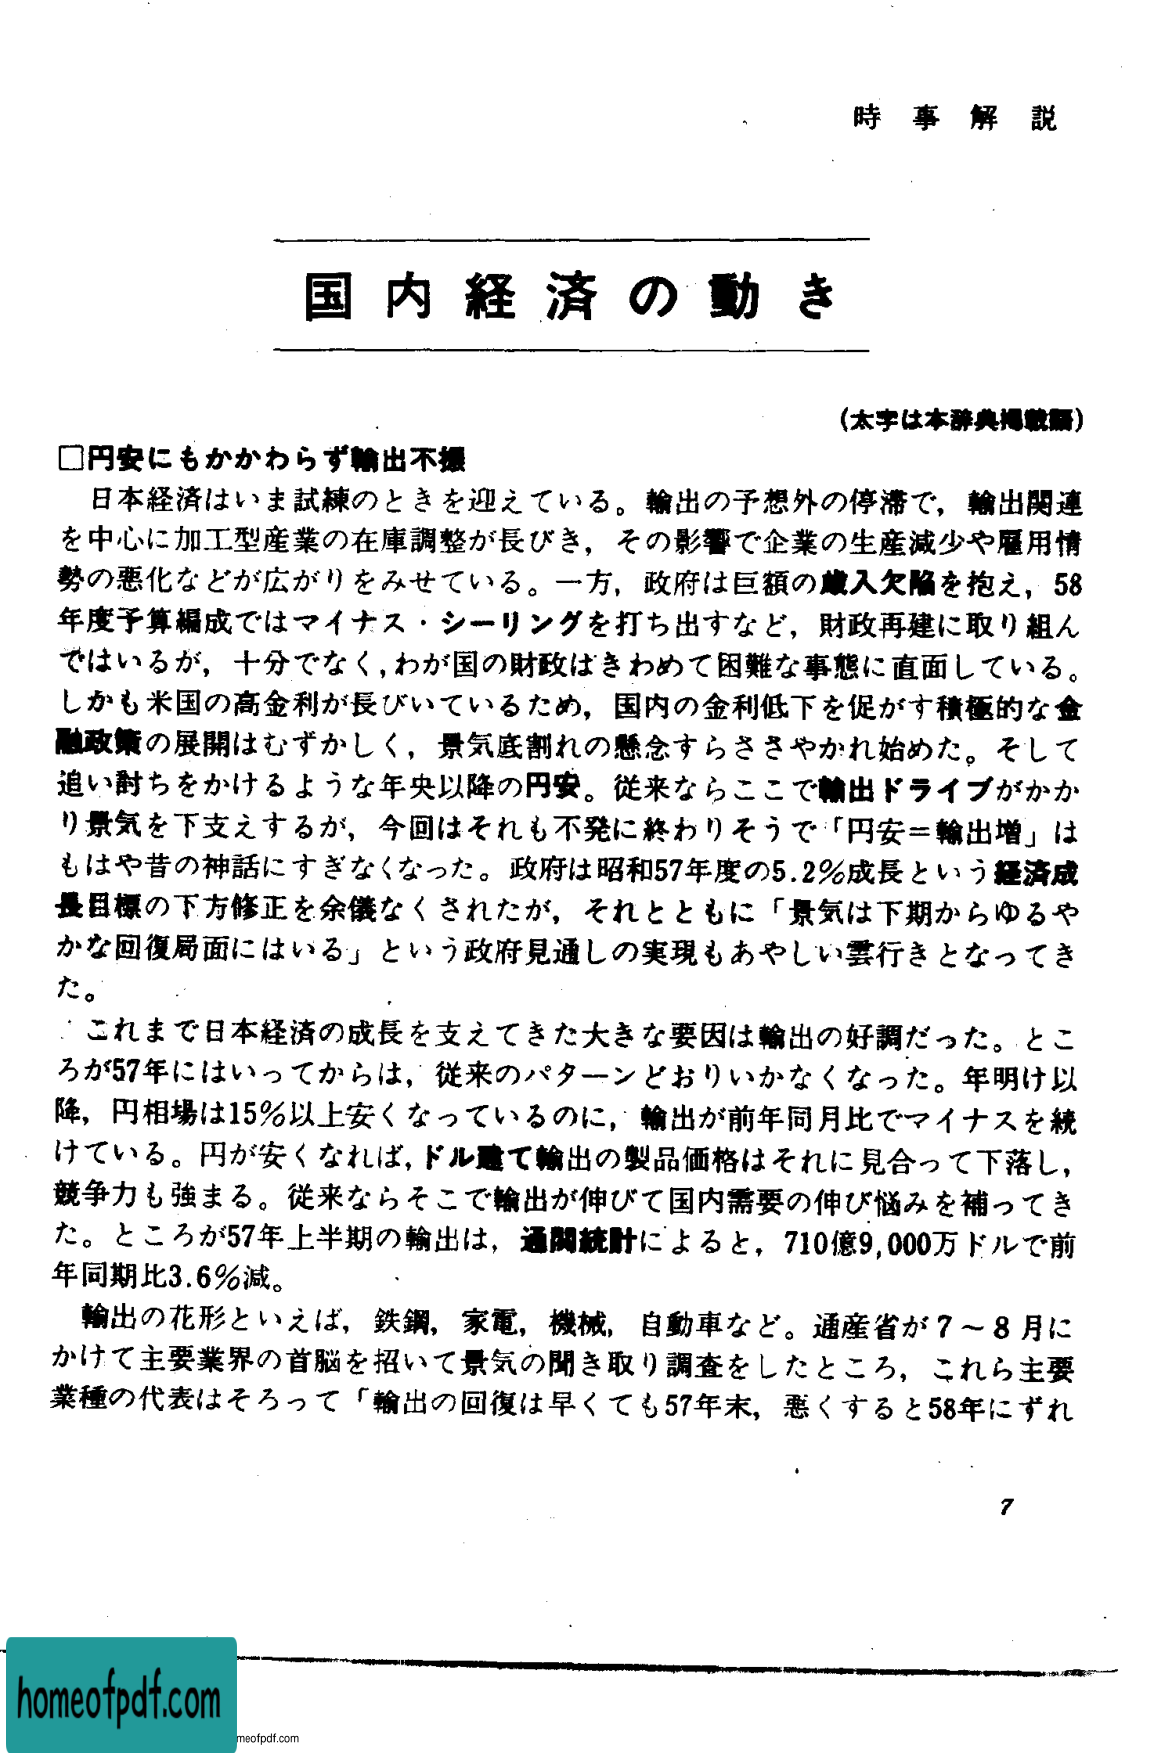 時事解説
国内経済の動き
(太字は本辞典掲載語)
□円安にもかかわらず輸出不振
日本経済はいま試練のときを迎えている。輸出の予想外の停滞で，輸出関連
を中心に加工型産業の在庫調整が長びき，その影響で企業の生産減少や雇用情
勢の悪化などが広がりをみせている。一方，政府は巨額の歳入欠陥を抱え，58
年度予算編成ではマイナス・シーリングを打ち出すなど，財政再建に取り組ん
ではいるが，十分でなく，わが国の財政はきわめて困難な事態に直面している。
しかも米国の高金利が長びいているため，国内の金利低下を促がす積極的な金
融政策の展開はむずかしく，景気底割れの懸念すらささやかれ始めた。そして
追い討ちをかけるような年央以降の円安。従来ならここで輸出ドライブがかか
り景気を下支えするが，今回はそれも不発に終わりそうで「円安＝輸出増」は
もはや昔の神話にすぎなくなった。政府は昭和57年度の5.2％成長という経済成
長目標の下方修正を余儀なくされたが，それとともに「景気は下期からゆるや
かな回復局面にはいる」という政府見通しの実現もあやしい雲行きとなってき
た。
これまで日本経済の成長を支えてきた大きな要因は輸出の好調だった。とこ
ろが57年にはいってからは，従来のパターンどおりいかなくなった。年明け以
降，円相場は15％以上安くなっているのに，輸出が前年同月比でマイナスを続
けている。円が安くなれば，ドル建て輸出の製品価格はそれに見合って下落し，
競争力も強まる。従来ならそこで輸出が伸びて国内需要の伸び悩みを補ってき
た。ところが57年上半期の輸出は，通関統計によると，710億9,000万ドルで前
年同期比3.6％減。
輸出の花形といえば，鉄鋼，家電，機械，自動車など。通産省が7～8月に
かけて主要業界の首脳を招いて景気の聞き取り調査をしたところ，これら主要
業種の代表はそろって「輸出の回復は早くても57年末，悪くすると58年にずれ
7
homeofpdf.com
meofpdf.com